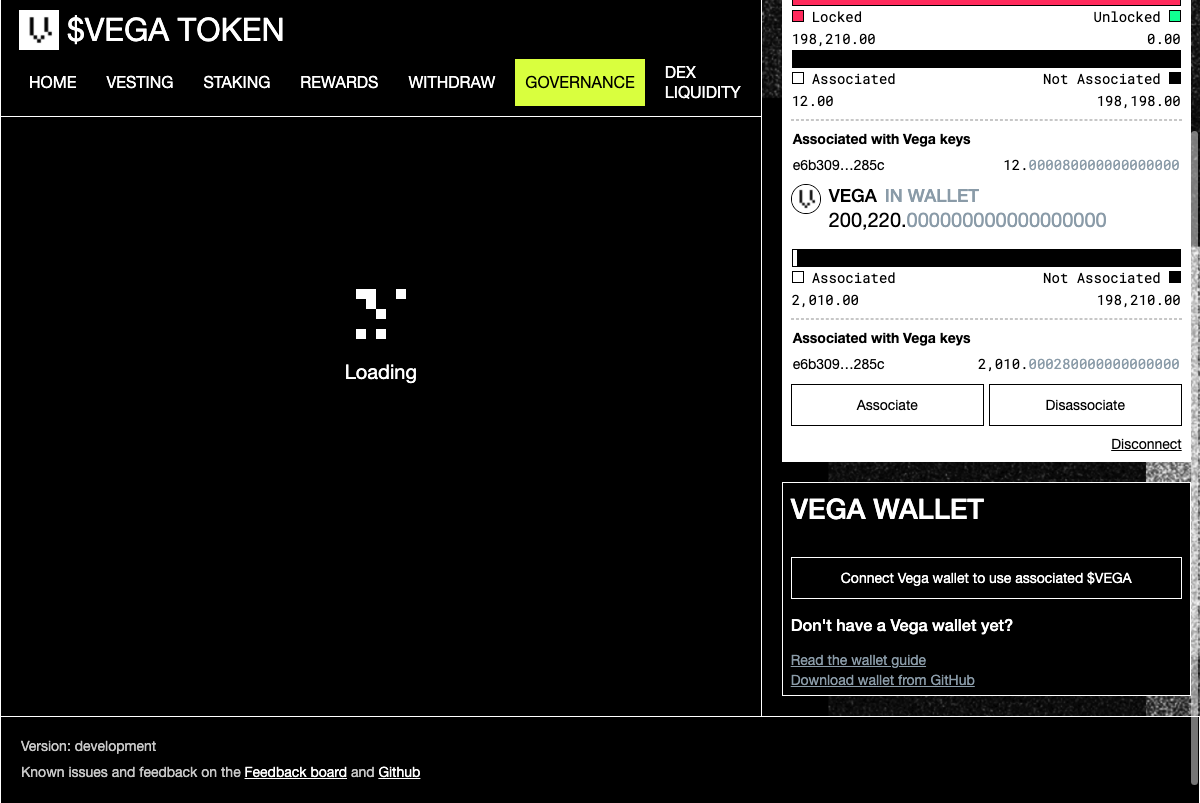 $VEGA TOKEN
HOME VESTING STAKING REWARDS WITHDRAW GOVERNANCE DEX LIQUIDITY
Loading
Locked Unlocked
198,210.00 0.00
Associated Not Associated
12.00 198,198.00
Associated with Vega keys
e6b309…285c 12.000080000000000000
VEGA IN WALLET
200,220.000000000000000000
Associated Not Associated
2,010.00 198,210.00
Associated with Vega keys
e6b309…285c 2,010.000280000000000000
Associate Disassociate
Disconnect
VEGA WALLET
Connect Vega wallet to use associated $VEGA
Don't have a Vega wallet yet?
Read the wallet guide
Download wallet from GitHub
Version: development
Known issues and feedback on the Feedback board and Github